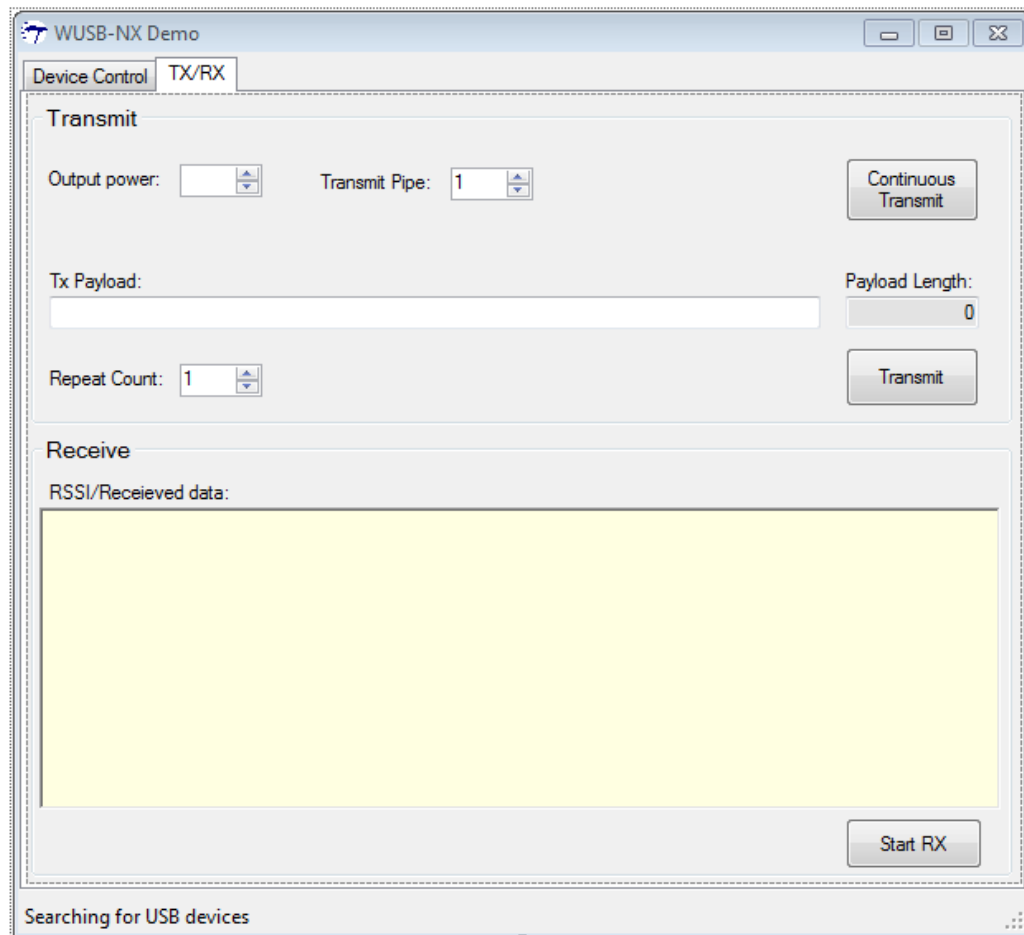 WUSB-NX Demo
Device Control TX/RX
Transmit
Output power: Transmit Pipe: 1 Continuous
Transmit
Tx Payload: Payload Length:
0
Repeat Count: 1 Transmit
Receive
RSSI/Receieved data:
Start RX
Searching for USB devices